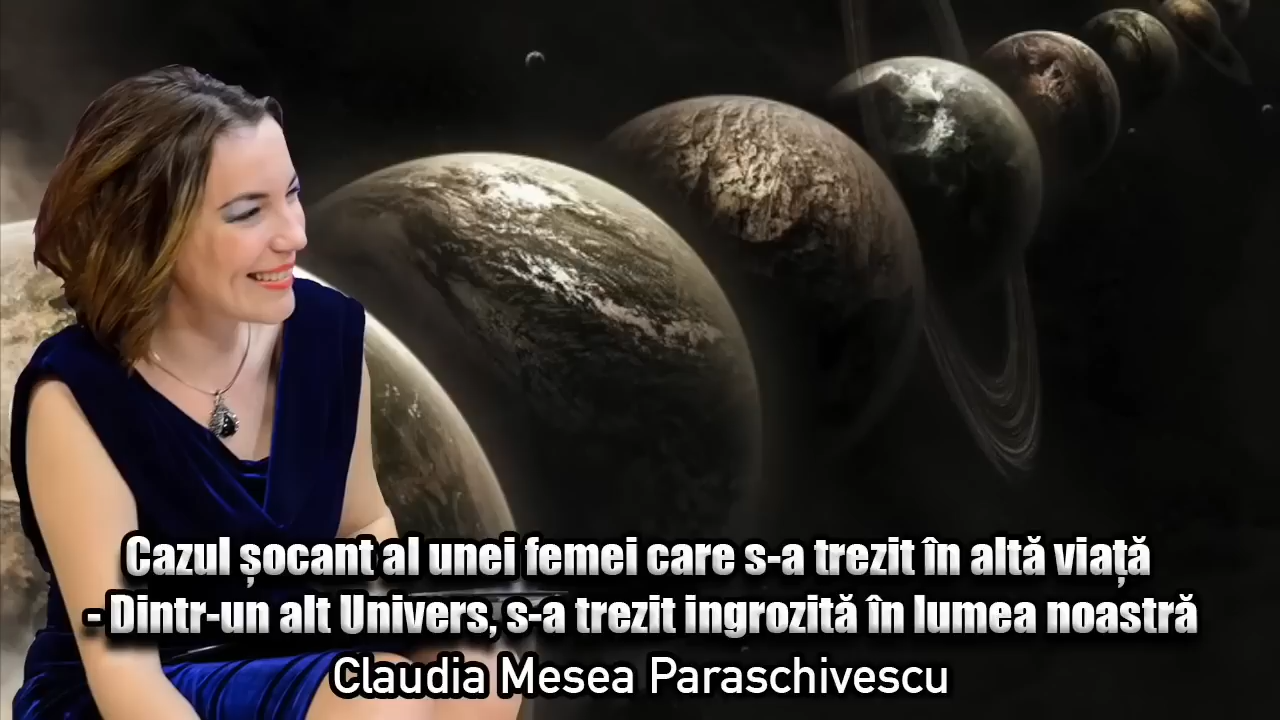 Cazul șocant al unei femei care s-a trezit în altă viață
- Dintr-un alt Univers, s-a trezit ingrozită în lumea noastră
Claudia Mesea Paraschivescu